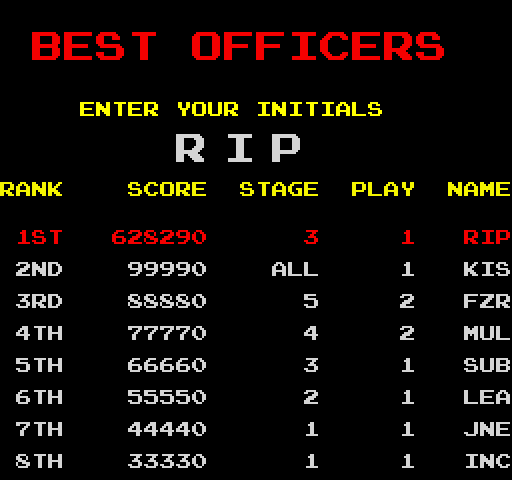 BEST OFFICERS
ENTER YOUR INITIALS
R I P
RANK SCORE STAGE PLAY NAME
1ST 628290 3 1 RIP
2ND 99990 ALL 1 KIS
3RD 88880 5 2 FZR
4TH 77770 4 2 MUL
5TH 66660 3 1 SUB
6TH 55550 2 1 LEA
7TH 44440 1 1 JNE
8TH 33330 1 1 INC